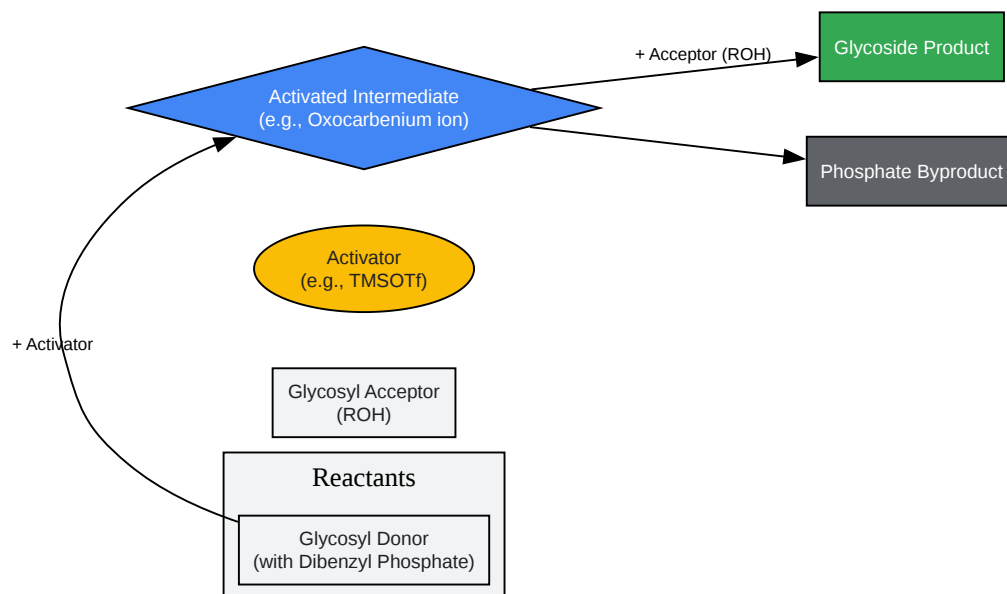 + Acceptor (ROH)
Glycoside Product
Activated Intermediate
(e.g., Oxocarbenium ion)
Phosphate Byproduct
Activator
(e.g., TMSOTf)
+ Activator
Glycosyl Acceptor
(ROH)
Reactants
Glycosyl Donor
(with Dibenzyl Phosphate)